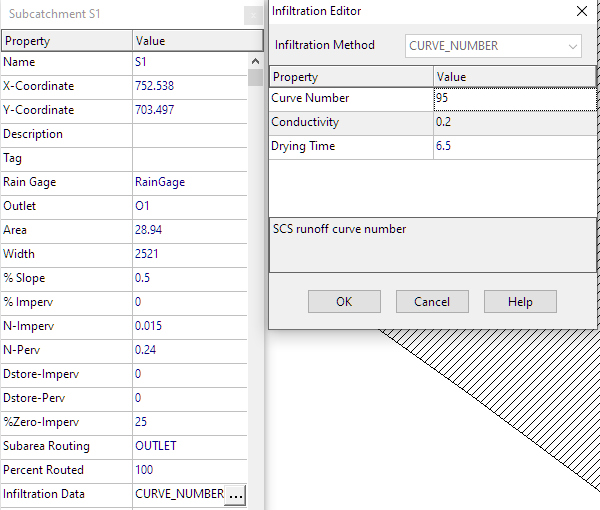 Subcatchment S1
Property Value
Name S1
X-Coordinate 752.538
Y-Coordinate 703.497
Description
Tag
Rain Gage RainGage
Outlet O1
Area 28.94
Width 2521
% Slope 0.5
% Imperv 0
N-Imperv 0.015
N-Perv 0.24
Dstore-Imperv 0
Dstore-Perv 0
%Zero-Imperv 25
Subarea Routing OUTLET
Percent Routed 100
Infiltration Data CURVE_NUMBER ...
Infiltration Editor
Infiltration Method CURVE_NUMBER
Property Value
Curve Number 95
Conductivity 0.2
Drying Time 6.5
SCS runoff curve number
OK Cancel Help